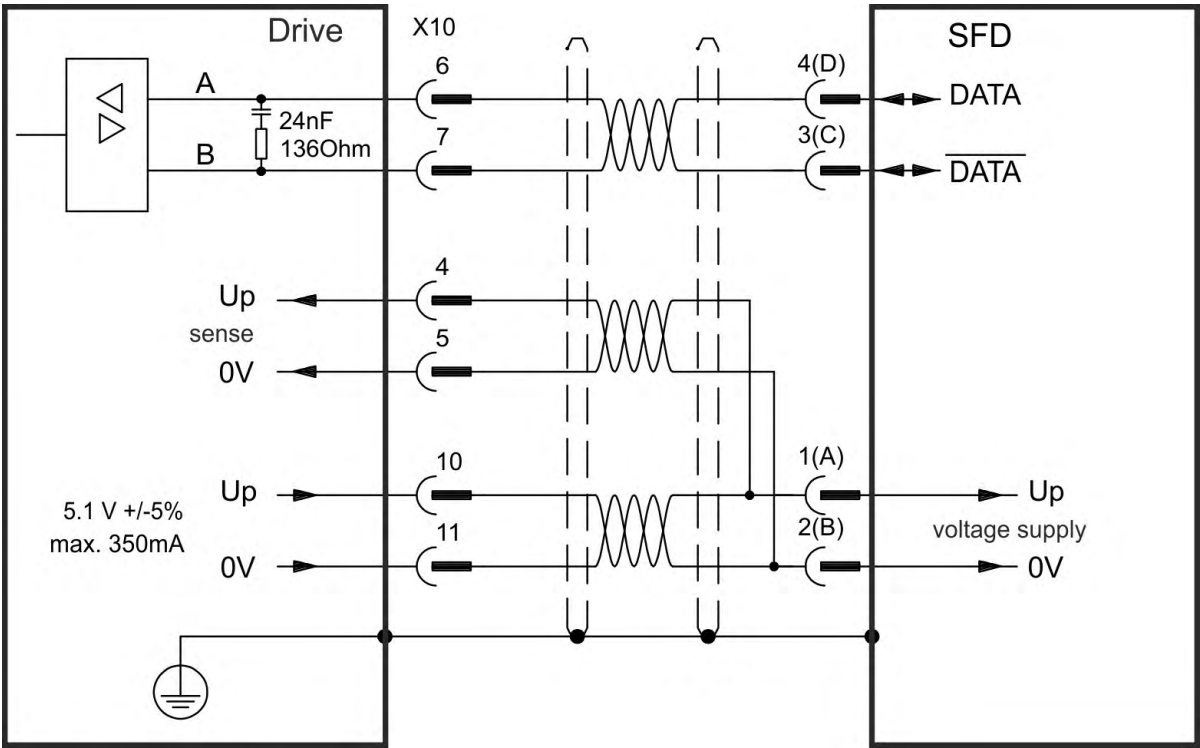 Drive
X10
SFD
6
4(D)
A
DATA
24nF
136Ohm
7
3(C)
B
DATA
4
Up
sense
5
0V
10
1(A)
Up
Up
5.1 V +/-5%
max. 350mA
11
2(B)
voltage supply
0V
0V